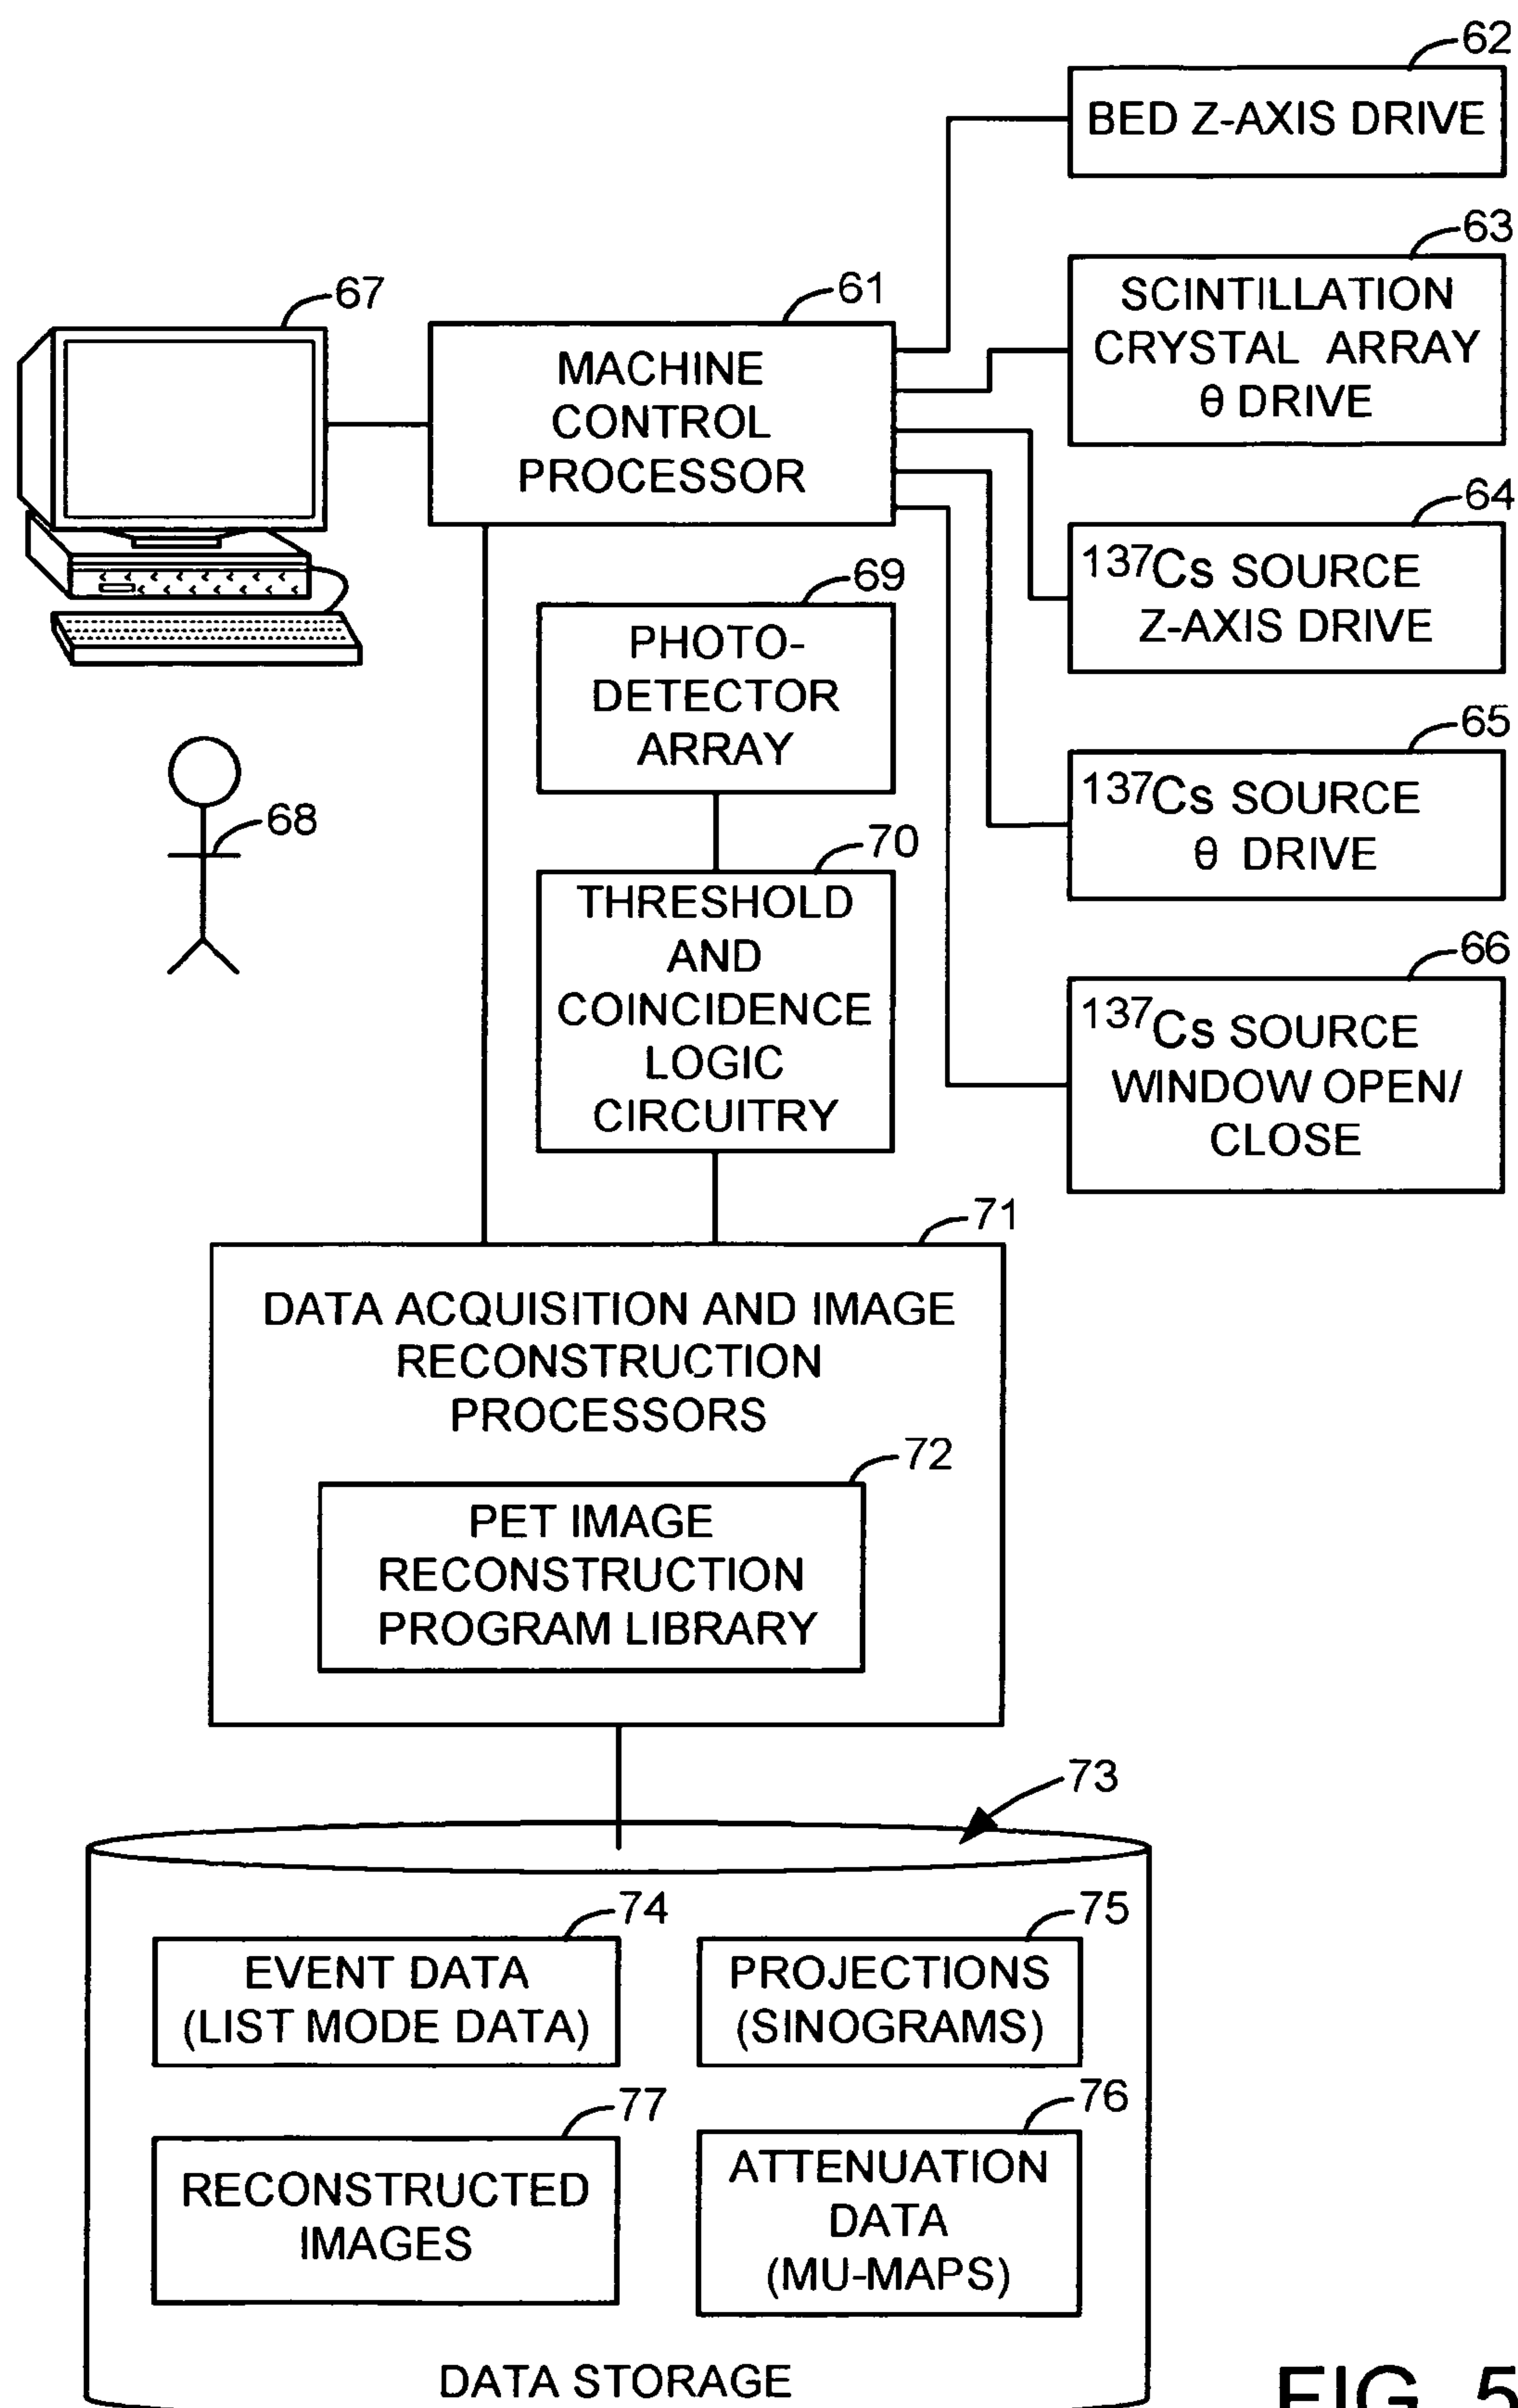 62
BED Z-AXIS DRIVE
63
SCINTILLATION
CRYSTAL ARRAY
θ DRIVE
67
61
MACHINE
CONTROL
PROCESSOR
64
137Cs SOURCE
Z-AXIS DRIVE
69
PHOTO-
DETECTOR
ARRAY
65
137Cs SOURCE
θ DRIVE
68
70
THRESHOLD
AND
COINCIDENCE
LOGIC
CIRCUITRY
66
137Cs SOURCE
WINDOW OPEN/
CLOSE
71
DATA ACQUISITION AND IMAGE
RECONSTRUCTION
PROCESSORS
72
PET IMAGE
RECONSTRUCTION
PROGRAM LIBRARY
73
74
EVENT DATA
(LIST MODE DATA)
75
PROJECTIONS
(SINOGRAMS)
77
RECONSTRUCTED
IMAGES
76
ATTENUATION
DATA
(MU-MAPS)
DATA STORAGE
FIG. 5